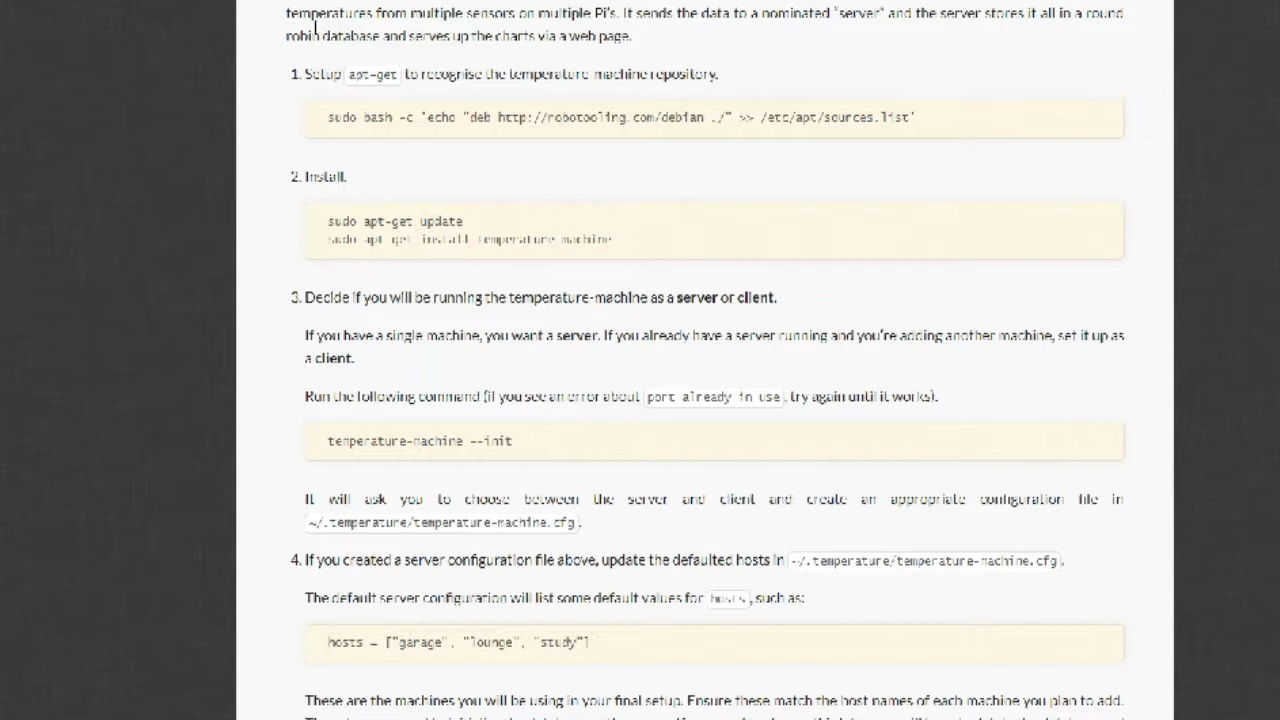 temperatures from multiple sensors on multiple Pi's. It sends the data to a nominated "server" and the server stores it all in a round
robin database and serves up the charts via a web page.
1. Setup apt-get to recognise the temperature-machine repository.
sudo bash -c 'echo "deb http://robotooling.com/debian ./" >> /etc/apt/sources.list'
2. Install.
sudo apt-get update
sudo apt-get install temperature-machine
3. Decide if you will be running the temperature-machine as a server or client.
If you have a single machine, you want a server. If you already have a server running and you're adding another machine, set it up as
a client.
Run the following command (if you see an error about port already in use, try again until it works).
temperature-machine --init
It will ask you to choose between the server and client and create an appropriate configuration file in
~/.temperature/temperature-machine.cfg.
4. If you created a server configuration file above, update the defaulted hosts in ~/.temperature/temperature-machine.cfg.
The default server configuration will list some default values for hosts, such as:
hosts = ["garage", "lounge", "study"]
These are the machines you will be using in your final setup. Ensure these match the host names of each machine you plan to add.